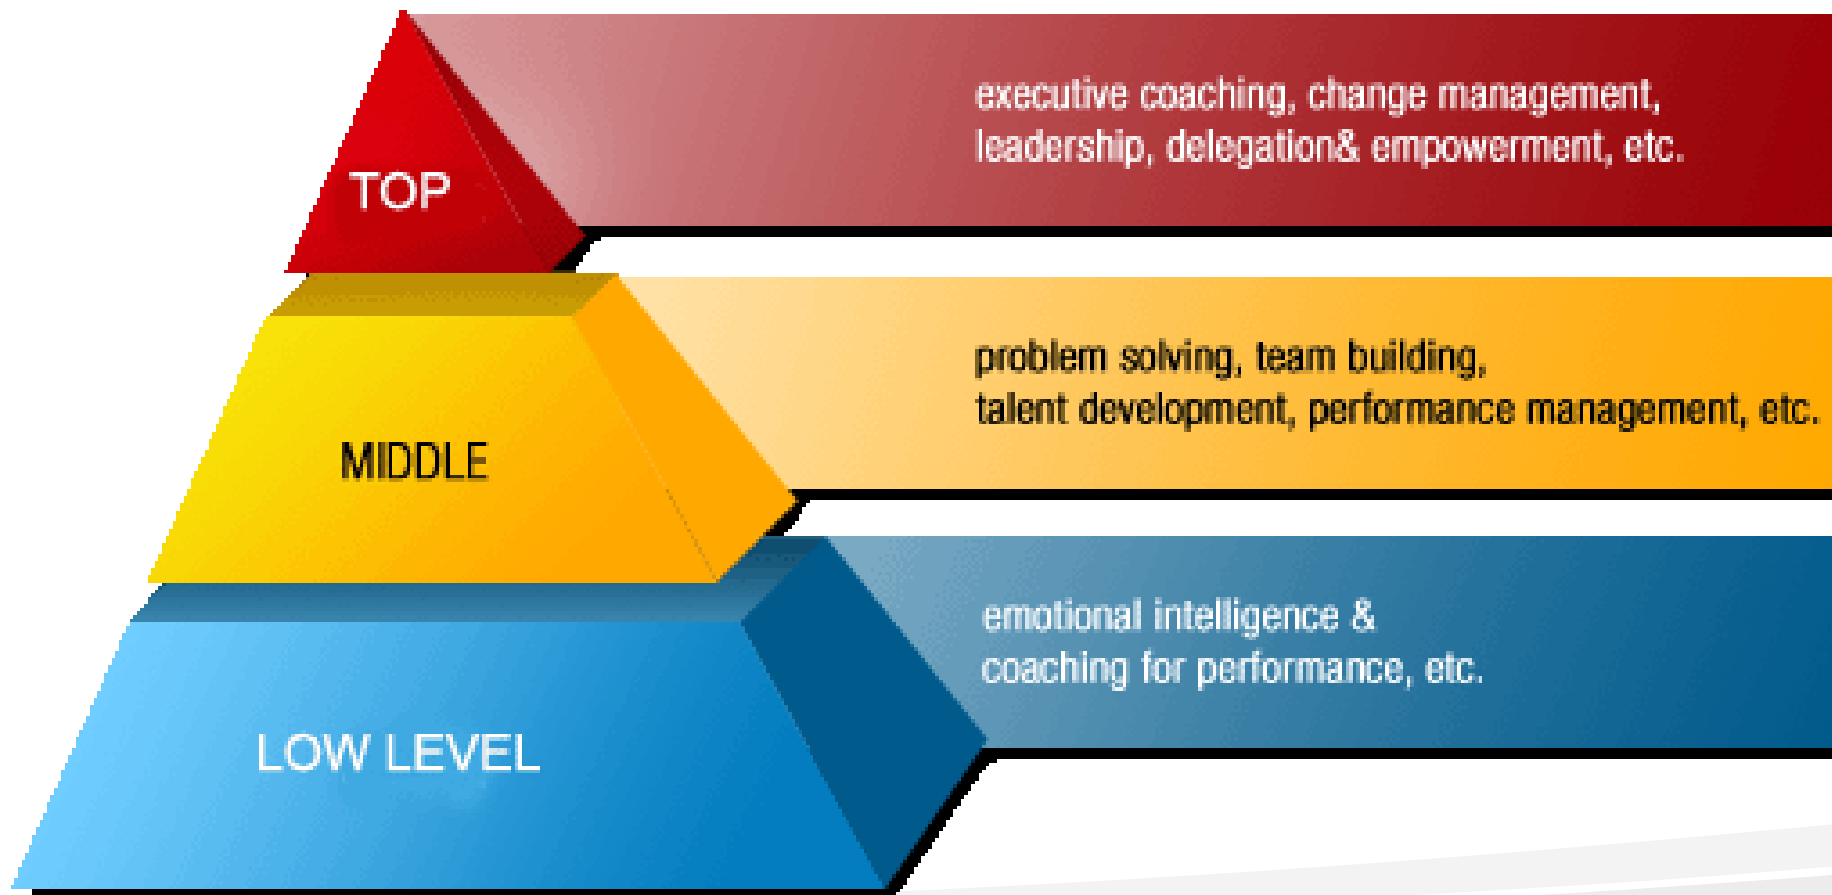 TOP
executive coaching, change management,
leadership, delegation& empowerment, etc.
MIDDLE
problem solving, team building,
talent development, performance management, etc.
LOW LEVEL
emotional intelligence &
coaching for performance, etc.